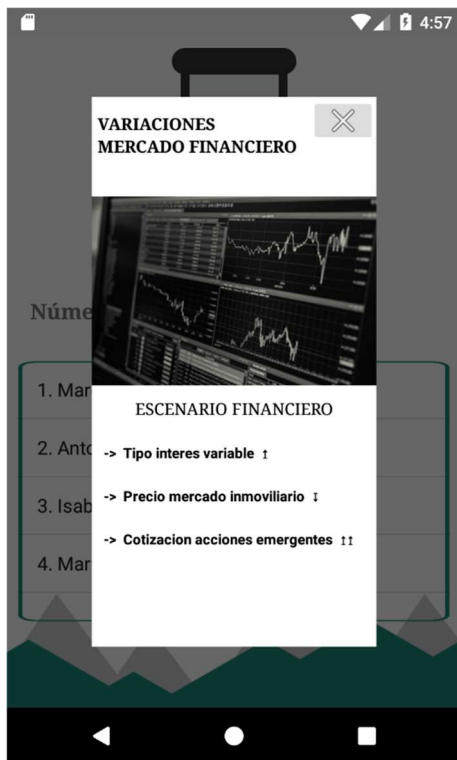 4:57
VARIACIONES
MERCADO FINANCIERO
Núme
1. Mar
2. Anto
3. Isab
4. Mar
ESCENARIO FINANCIERO
-> Tipo interes variable ↥
-> Precio mercado inmoviliario ↧
-> Cotizacion acciones emergentes ↥↥